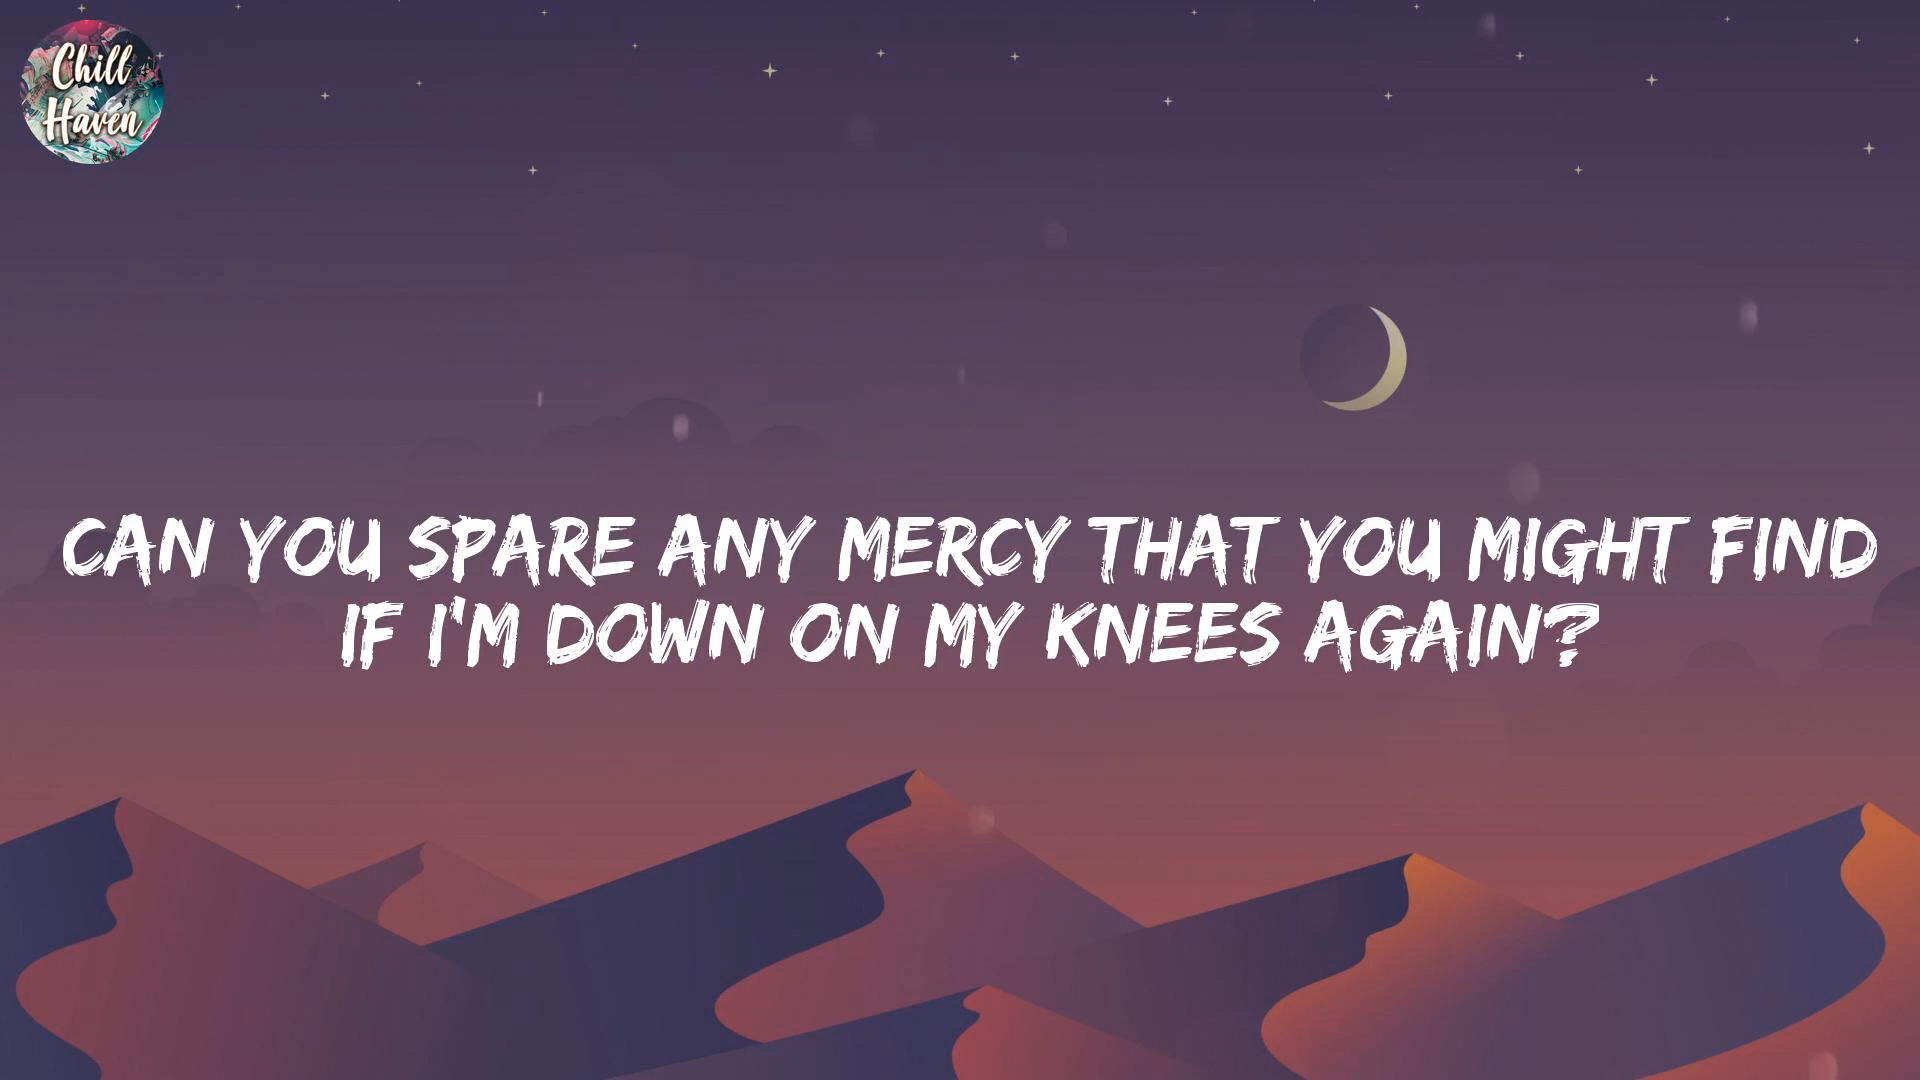 Chill
Haven
CAN YOU SPARE ANY MERCY THAT YOU MIGHT FIND
IF I'M DOWN ON MY KNEES AGAIN?